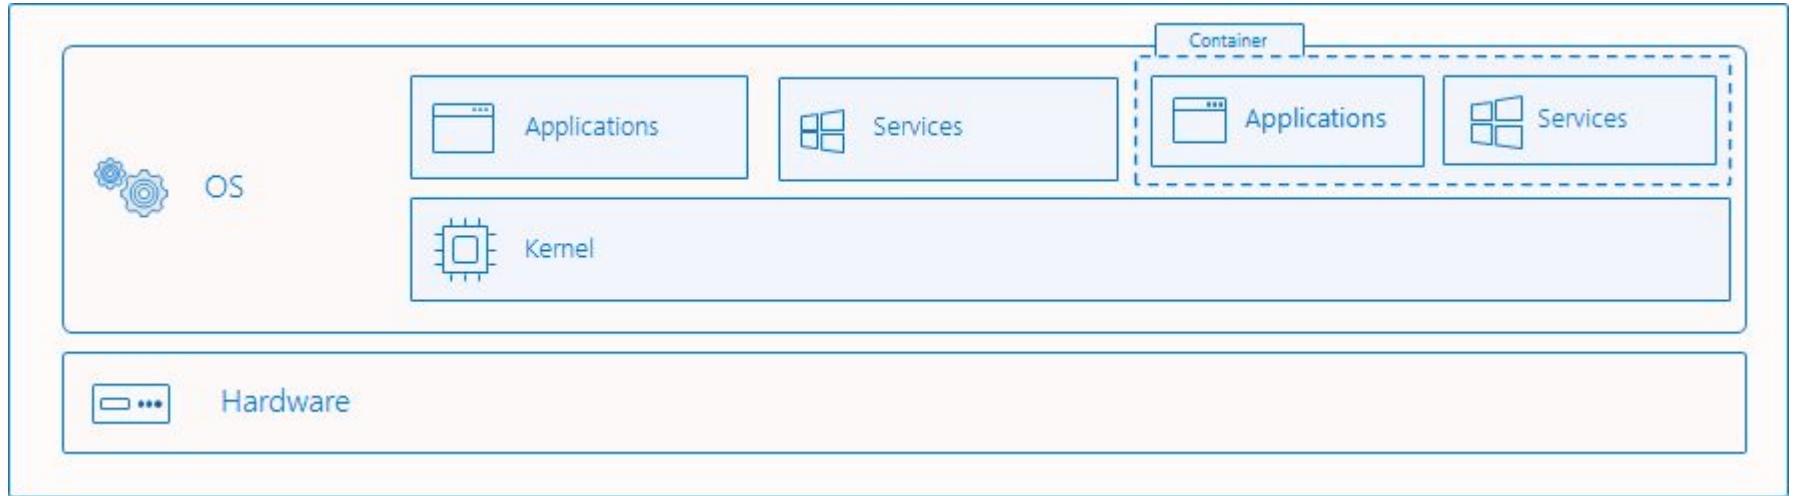 Container
Applications
Services
Applications
Services
OS
Kernel
Hardware